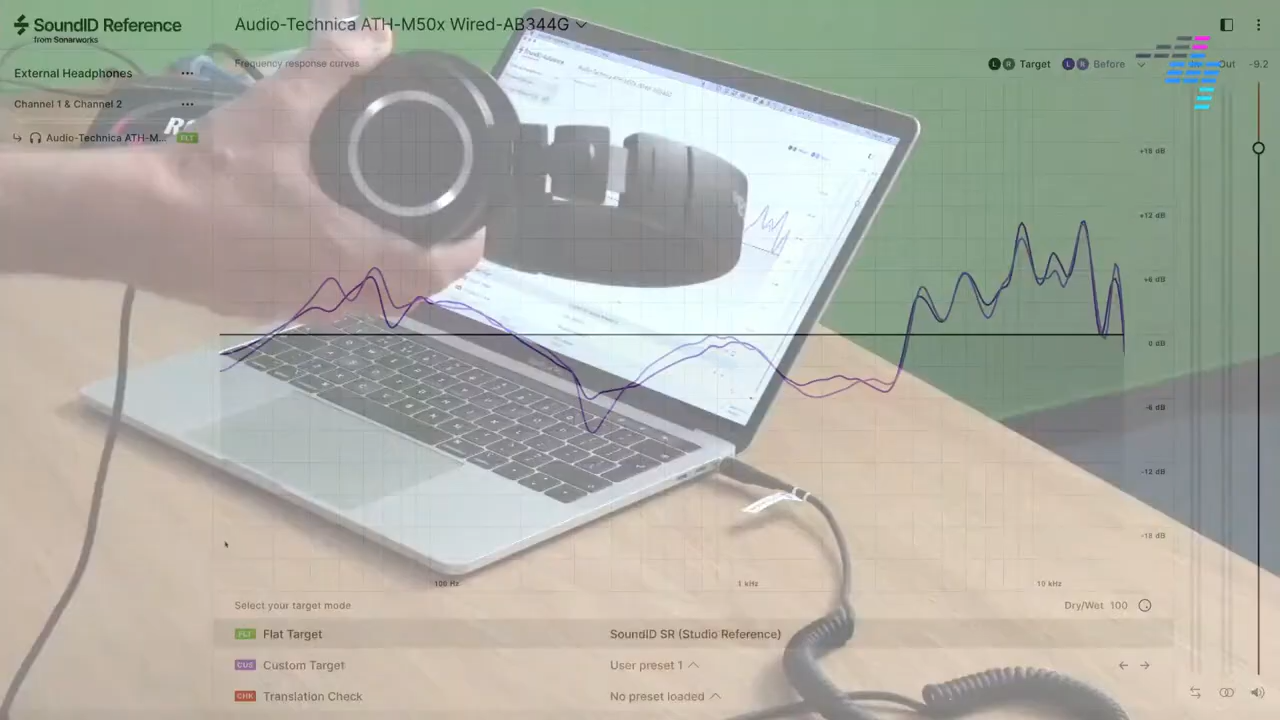 SoundID Reference
from Sonarworks
Audio-Technica ATH-M50x Wired-AB344G
External Headphones
Frequency response curves
Target
Before
Out
-9.2
Channel 1 & Channel 2
Audio-Technica ATH-M...
FLT
+18 dB
+12 dB
+6 dB
0 dB
-6 dB
-12 dB
-18 dB
100 Hz
1 kHz
10 kHz
Select your target mode
Dry/Wet 100
FLT Flat Target
SoundID SR (Studio Reference)
CUS Custom Target
User preset 1
CHK Translation Check
No preset loaded